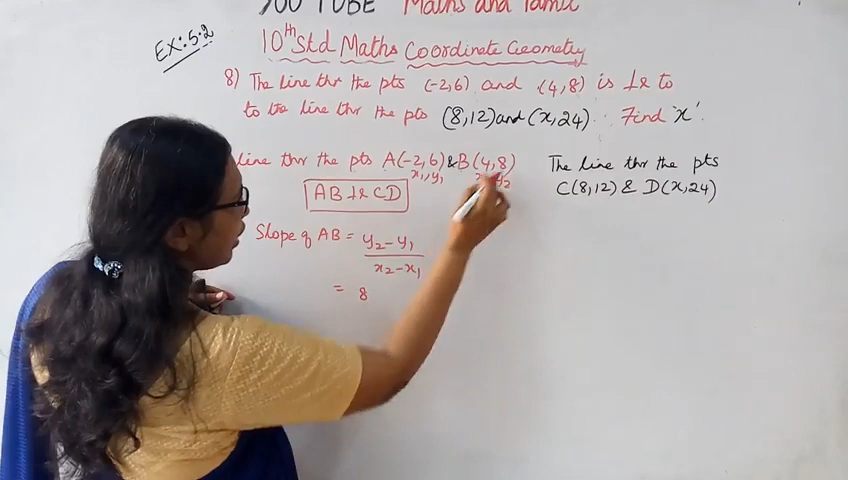 YOU TUBE Maths and Tamil
EX:5.2
10th Std Maths Coordinate Geometry
8) The line thr the pts (-2,6) and (4,8) is ⊥r to
to the line thr the pts (8,12) and (x,24). Find 'x'.
line thr the pts A(-2,6) & B(4,8)
x1,y1 y2
The line thr the pts
C(8,12) & D(x,24)
AB ⊥r CD
Slope of AB = y2-y1
x2-x1
= 8